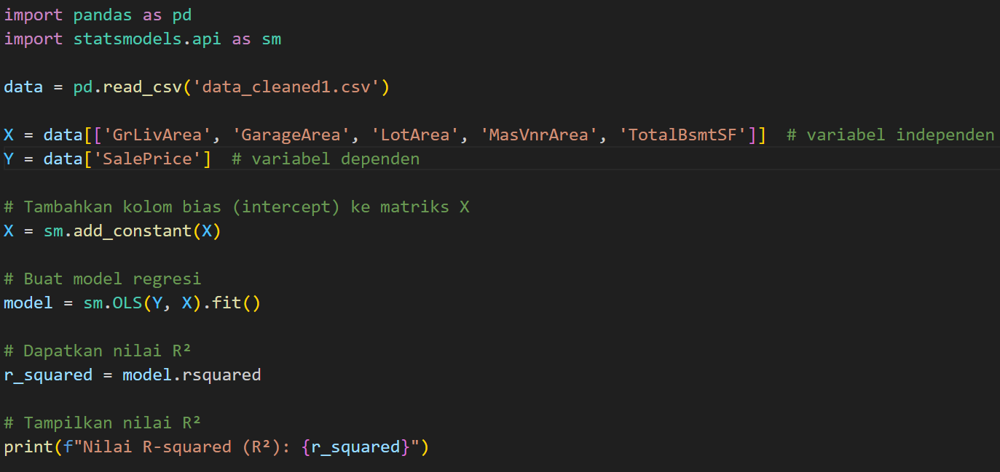 import pandas as pd
import statsmodels.api as sm
data = pd.read_csv('data_cleaned1.csv')
X = data[['GrLivArea', 'GarageArea', 'LotArea', 'MasVnrArea', 'TotalBsmtSF']]  # variabel independen
Y = data['SalePrice']  # variabel dependen
# Tambahkan kolom bias (intercept) ke matriks X
X = sm.add_constant(X)
# Buat model regresi
model = sm.OLS(Y, X).fit()
# Dapatkan nilai R²
r_squared = model.rsquared
# Tampilkan nilai R²
print(f"Nilai R-squared (R²): {r_squared}")